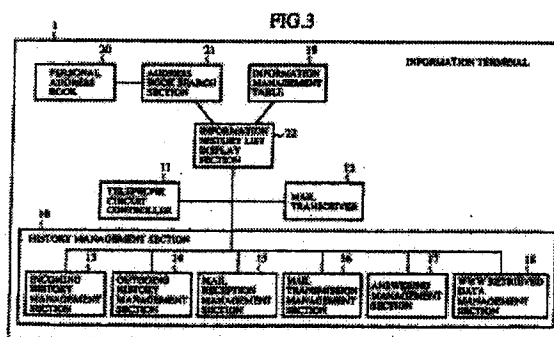 FIG.3
1
20
21
19
PERSONAL
ADDRESS
BOOK
ADDRESS
BOOK SEARCH
SECTION
INFORMATION
MANAGEMENT
TABLE
INFORMATION TERMINAL
INFORMATION
HISTORY LIST
DISPLAY
SECTION
22
11
TELEPHONE
CIRCUIT
CONTROLLER
12
MAIL
TRANSCEIVER
10
HISTORY MANAGEMENT SECTION
13
14
15
16
17
18
INCOMING
HISTORY
MANAGEMENT
SECTION
OUTGOING
HISTORY
MANAGEMENT
SECTION
MAIL
RECEPTION
MANAGEMENT
SECTION
MAIL
TRANSMISSION
MANAGEMENT
SECTION
ANSWERING
MANAGEMENT
SECTION
WWW RETRIEVED
DATA
MANAGEMENT
SECTION